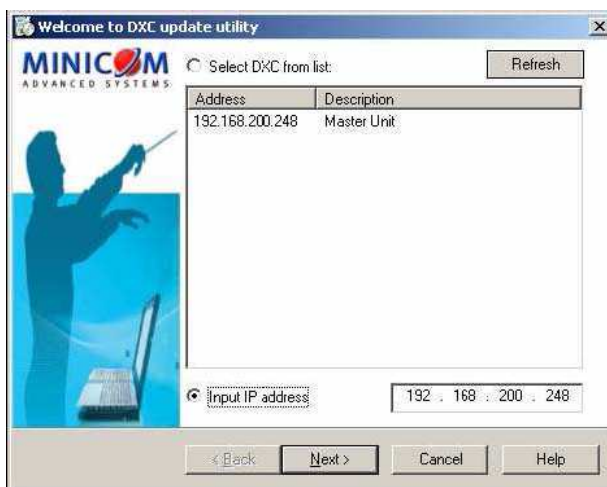 Welcome to DXC update utility
MINICOM
ADVANCED SYSTEMS
Select DXC from list:
Refresh
Address Description
192.168.200.248 Master Unit
Input IP address
192 . 168 . 200 . 248
< Back
Next >
Cancel
Help